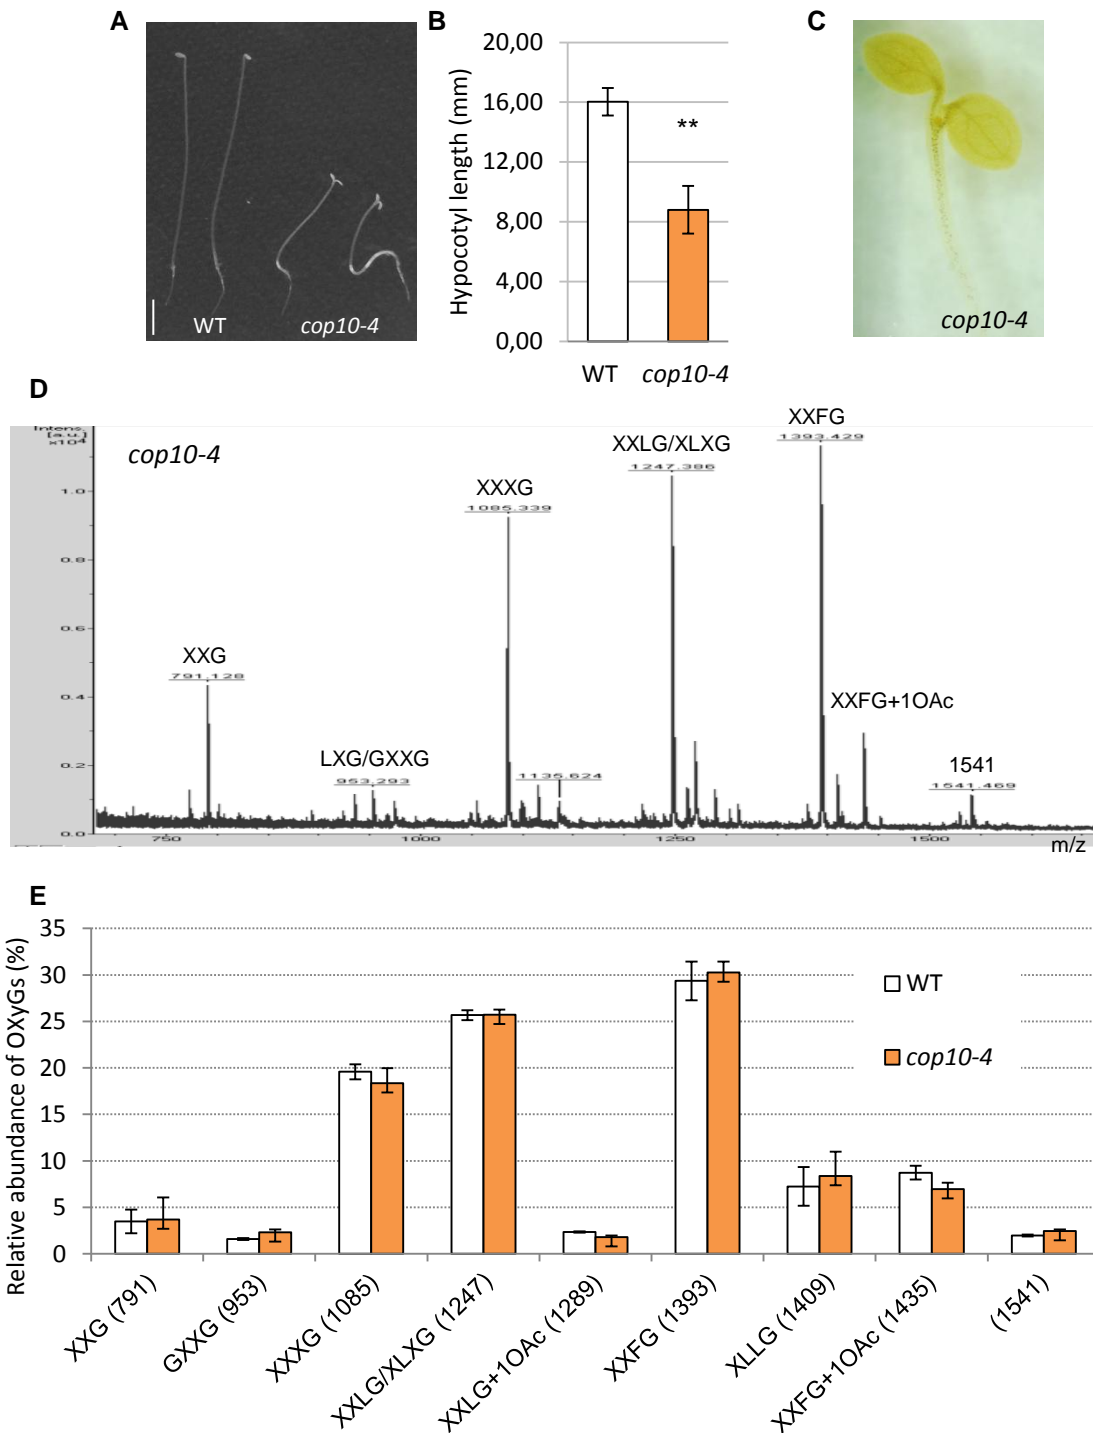 A
WT
cop10-4
B
Hypocotyl length (mm)
20,00
16,00
12,00
8,00
4,00
0,00
**
WT cop10-4
C
cop10-4
D
Intens.
[a.u.]
x10⁴
1.0
0.8
0.6
0.4
0.2
0.0
cop10-4
XXG
791.128
LXG/GXXG
953.293
XXXG
1085.339
1135.624
XXLG/XLXG
1247.386
XXFG
1393.429
XXFG+1OAc
1541
1541.469
750 1000 1250 1500
m/z
E
Relative abundance of OXyGs (%)
35
30
25
20
15
10
5
0
WT
cop10-4
XXG (791)
GXXG (953)
XXXG (1085)
XXLG/XLXG (1247)
XXLG+1OAc (1289)
XXFG (1393)
XLLG (1409)
XXFG+1OAc (1435)
(1541)